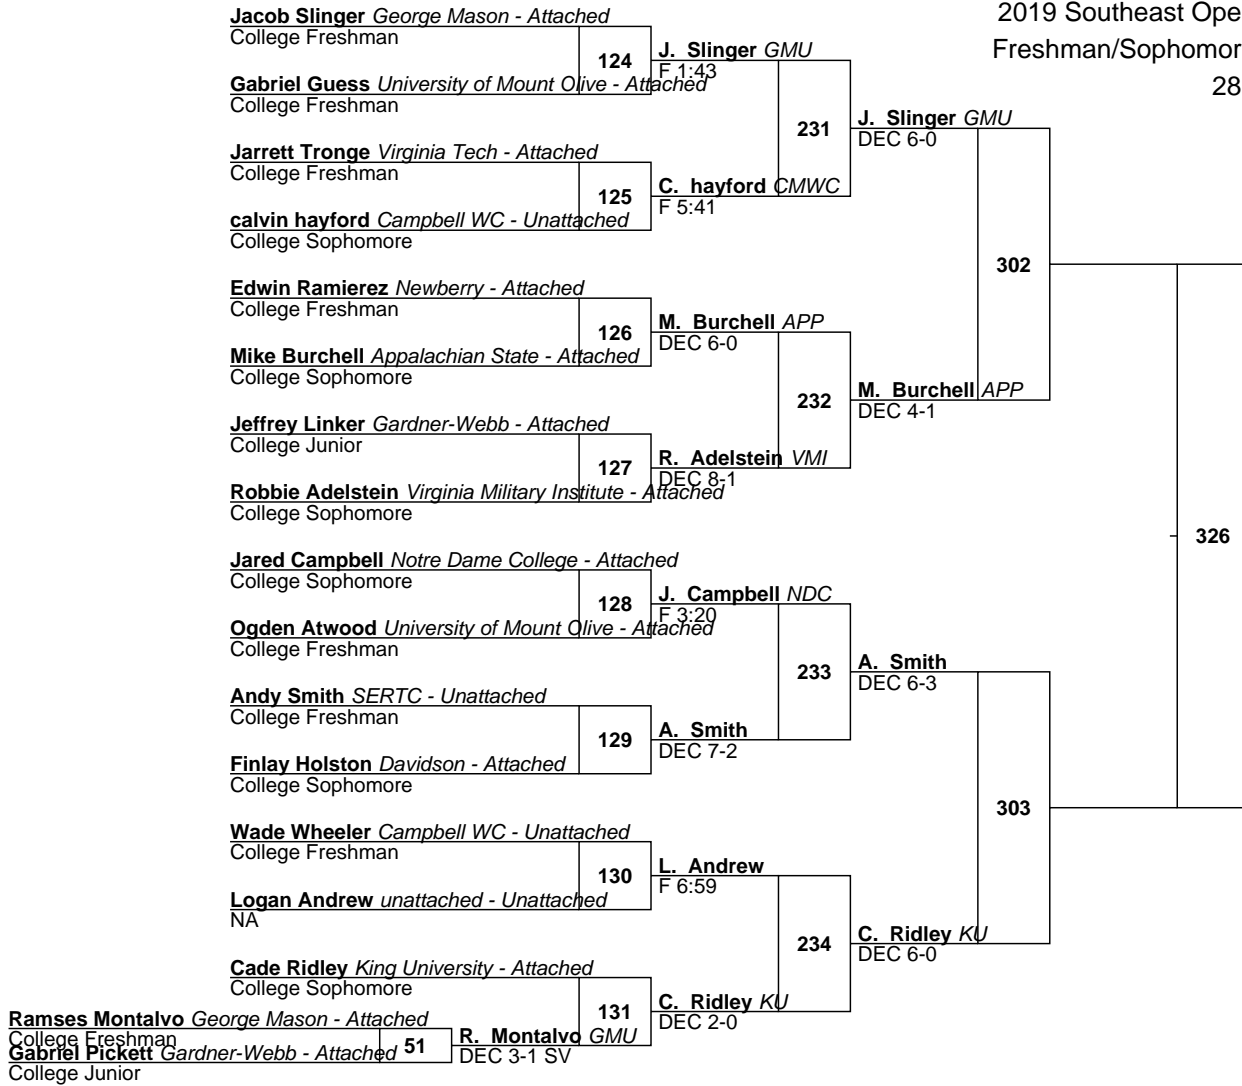 2019 Southeast Ope
Freshman/Sophomor
28
Jacob Slinger George Mason - Attached
College Freshman
124
J. Slinger GMU
F 1:43
Gabriel Guess University of Mount Olive - Attached
College Freshman
231
J. Slinger GMU
DEC 6-0
Jarrett Tronge Virginia Tech - Attached
College Freshman
125
C. hayford CMWC
F 5:41
calvin hayford Campbell WC - Unattached
College Sophomore
302
Edwin Ramierez Newberry - Attached
College Freshman
126
M. Burchell APP
DEC 6-0
Mike Burchell Appalachian State - Attached
College Sophomore
232
M. Burchell APP
DEC 4-1
Jeffrey Linker Gardner-Webb - Attached
College Junior
127
R. Adelstein VMI
DEC 8-1
Robbie Adelstein Virginia Military Institute - Attached
College Sophomore
326
Jared Campbell Notre Dame College - Attached
College Sophomore
128
J. Campbell NDC
F 3:20
Ogden Atwood University of Mount Olive - Attached
College Freshman
233
A. Smith
DEC 6-3
Andy Smith SERTC - Unattached
College Freshman
129
A. Smith
DEC 7-2
Finlay Holston Davidson - Attached
College Sophomore
303
Wade Wheeler Campbell WC - Unattached
College Freshman
130
L. Andrew
F 6:59
Logan Andrew unattached - Unattached
NA
234
C. Ridley KU
DEC 6-0
Cade Ridley King University - Attached
College Sophomore
131
C. Ridley KU
DEC 2-0
Ramses Montalvo George Mason - Attached
College Freshman
51
R. Montalvo GMU
DEC 3-1 SV
Gabriel Pickett Gardner-Webb - Attached
College Junior